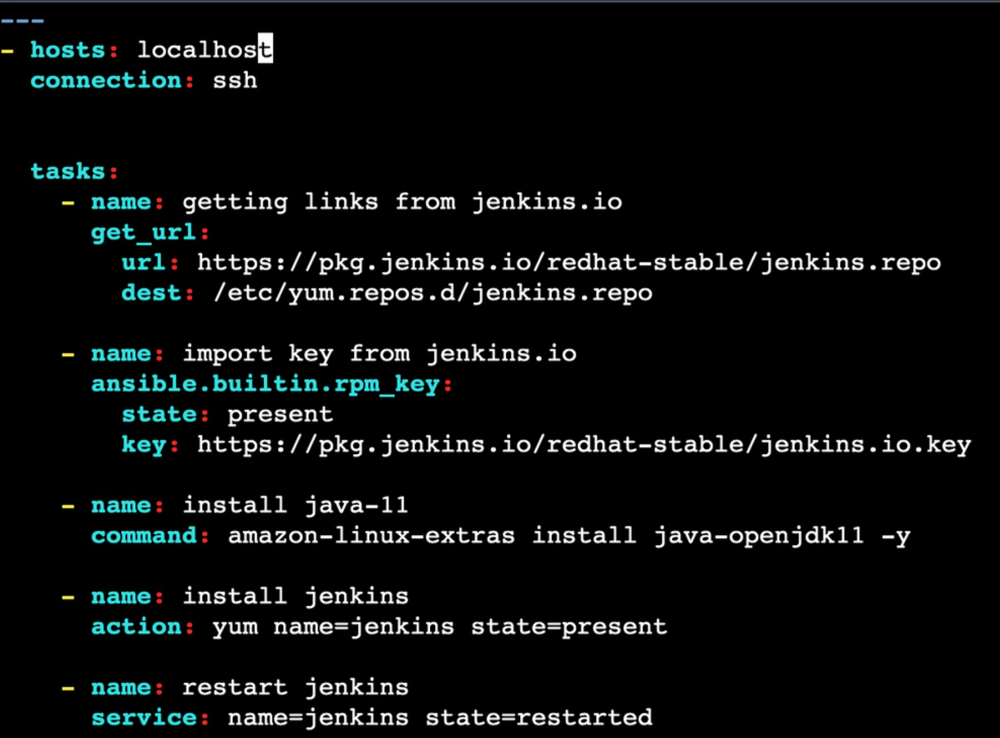 ---
- hosts: localhost
  connection: ssh
  tasks:
    - name: getting links from jenkins.io
      get_url:
        url: https://pkg.jenkins.io/redhat-stable/jenkins.repo
        dest: /etc/yum.repos.d/jenkins.repo
    - name: import key from jenkins.io
      ansible.builtin.rpm_key:
        state: present
        key: https://pkg.jenkins.io/redhat-stable/jenkins.io.key
    - name: install java-11
      command: amazon-linux-extras install java-openjdk11 -y
    - name: install jenkins
      action: yum name=jenkins state=present
    - name: restart jenkins
      service: name=jenkins state=restarted